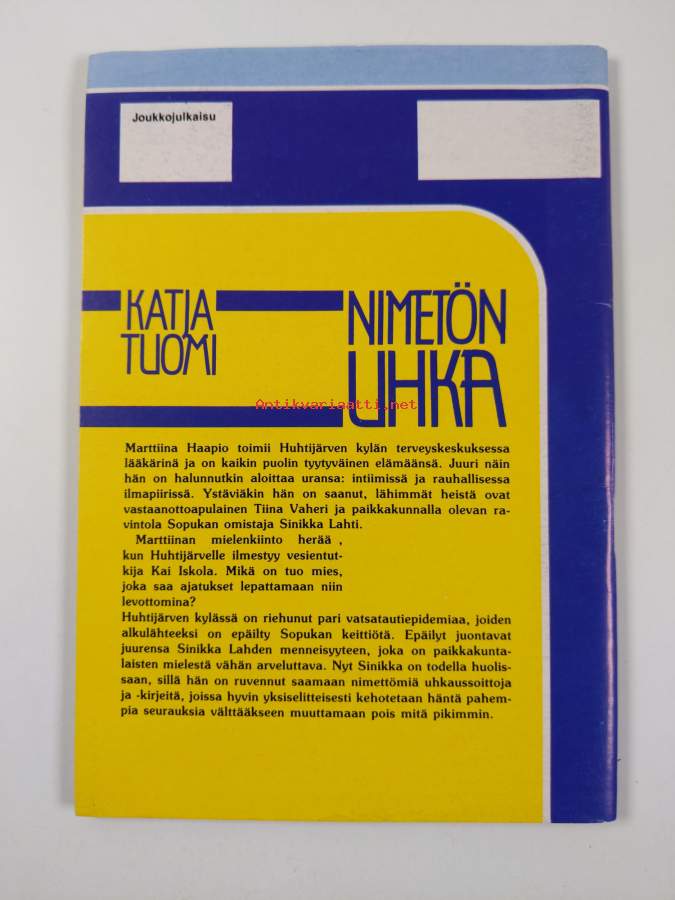 Joukkojulkaisu
KATJA
TUOMI
NIMETÖN
UHKA
Antikvariaatti.net
Marttiina Haapio toimii Huhtijärven kylän terveyskeskuksessa
lääkärinä ja on kaikin puolin tyytyväinen elämäänsä. Juuri näin
hän on halunnutkin aloittaa uransa: intiimissä ja rauhallisessa
ilmapiirissä. Ystäviäkin hän on saanut, lähimmät heistä ovat
vastaanottoapulainen Tiina Vaheri ja paikkakunnalla olevan ra-
vintola Sopukan omistaja Sinikka Lahti.
Marttiinan mielenkiinto herää ,
kun Huhtijärvelle ilmestyy vesientut-
kija Kai Iskola. Mikä on tuo mies,
joka saa ajatukset lepattamaan niin
levottomina?
Huhtijärven kylässä on riehunut pari vatsatautiepidemiaa, joiden
alkulähteeksi on epäilty Sopukan keittiötä. Epäilyt juontavat
juurensa Sinikka Lahden menneisyyteen, joka on paikkakunta-
laisten mielestä vähän arveluttava. Nyt Sinikka on todella huolis-
saan, sillä hän on ruvennut saamaan nimettömiä uhkaussoittoja
ja -kirjeitä, joissa hyvin yksiselitteisesti kehotetaan häntä pahem-
pia seurauksia välttääkseen muuttamaan pois mitä pikimmin.